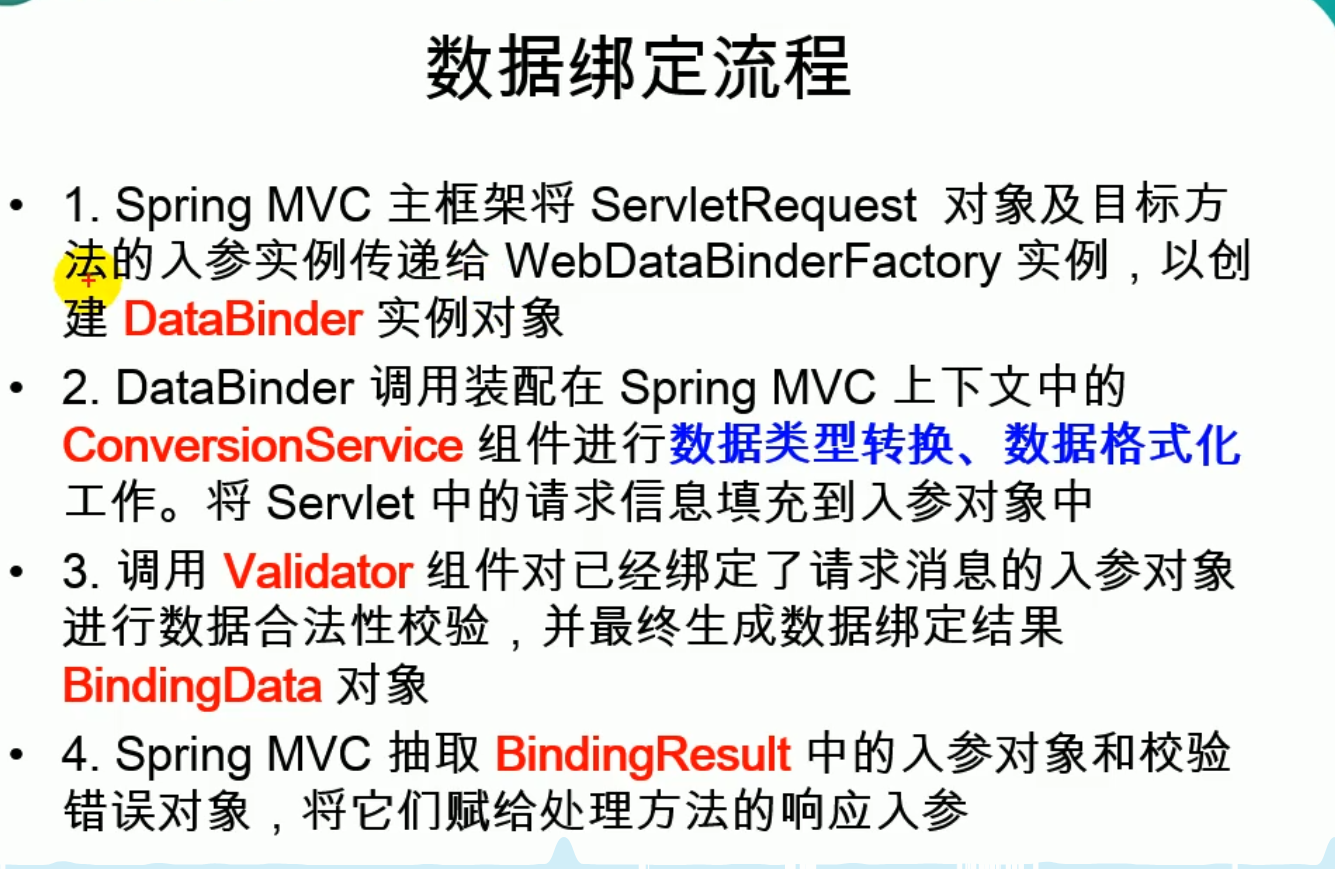 数据绑定流程
• 1. Spring MVC 主框架将 ServletRequest 对象及目标方
法的入参实例传递给 WebDataBinderFactory 实例，以创
建 DataBinder 实例对象
• 2. DataBinder 调用装配在 Spring MVC 上下文中的
ConversionService 组件进行数据类型转换、数据格式化
工作。将 Servlet 中的请求信息填充到入参对象中
• 3. 调用 Validator 组件对已经绑定了请求消息的入参对象
进行数据合法性校验，并最终生成数据绑定结果
BindingData 对象
• 4. Spring MVC 抽取 BindingResult 中的入参对象和校验
错误对象，将它们赋给处理方法的响应入参